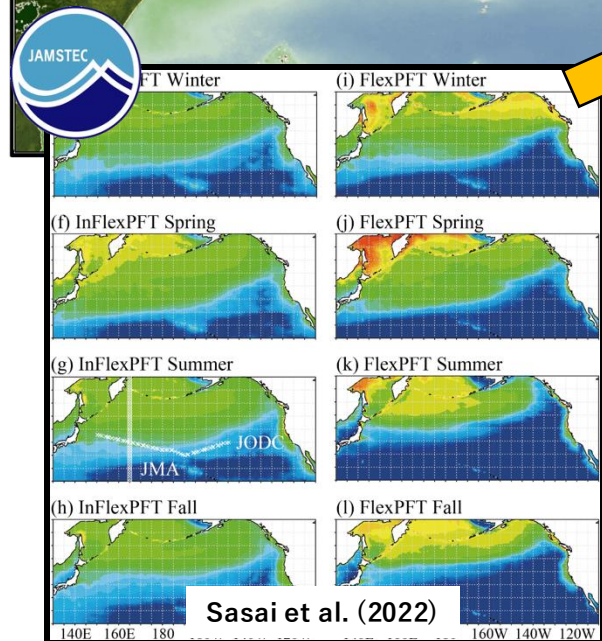 JAMSTEC
PFT Winter
(i) FlexPFT Winter
(f) InFlexPFT Spring
(j) FlexPFT Spring
(g) InFlexPFT Summer
(k) FlexPFT Summer
JODC
JMA
(h) InFlexPFT Fall
(l) FlexPFT Fall
Sasai et al. (2022)
140E 160E 180
160W 140W 120W